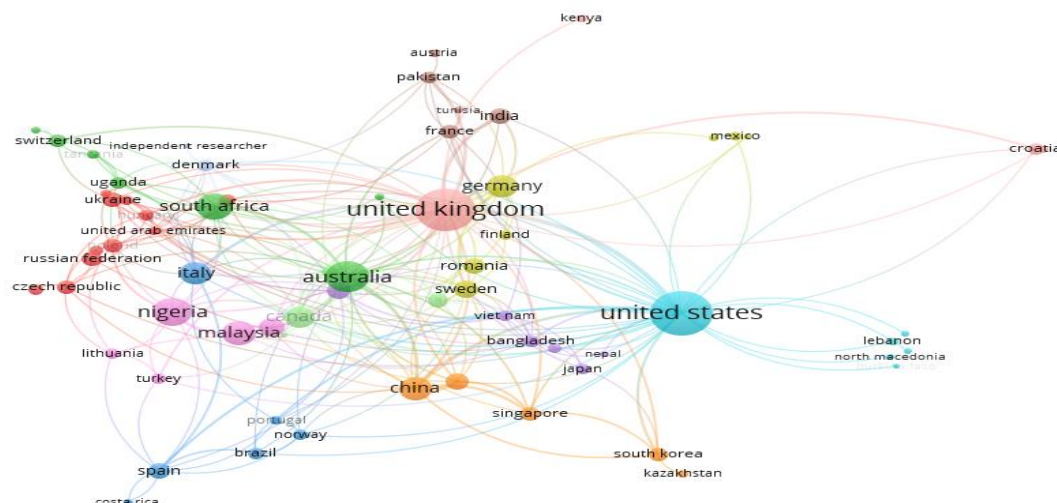 kenya
austria
pakistan
tunisia
india
france
mexico
switzerland
independent researcher
croatia
tanzania
denmark
uganda
germany
ukraine
south africa
united kingdom
hungary
united arab emirates
finland
poland
russian federation
romania
italy
australia
czech republic
sweden
nigeria
canada
united states
viet nam
malaysia
bangladesh
lebanon
lithuania
nepal
north macedonia
japan
turkey
china
singapore
portugal
norway
brazil
south korea
spain
kazakhstan
costa rica